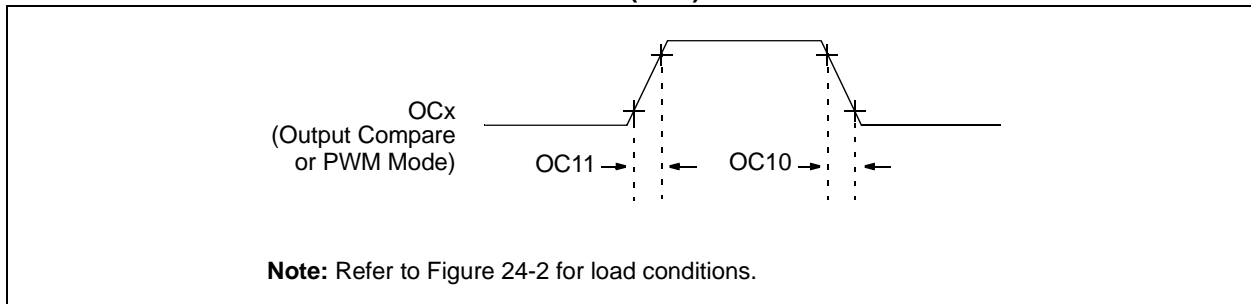 OCx
(Output Compare
or PWM Mode)
OC11
OC10
Note: Refer to Figure 24-2 for load conditions.